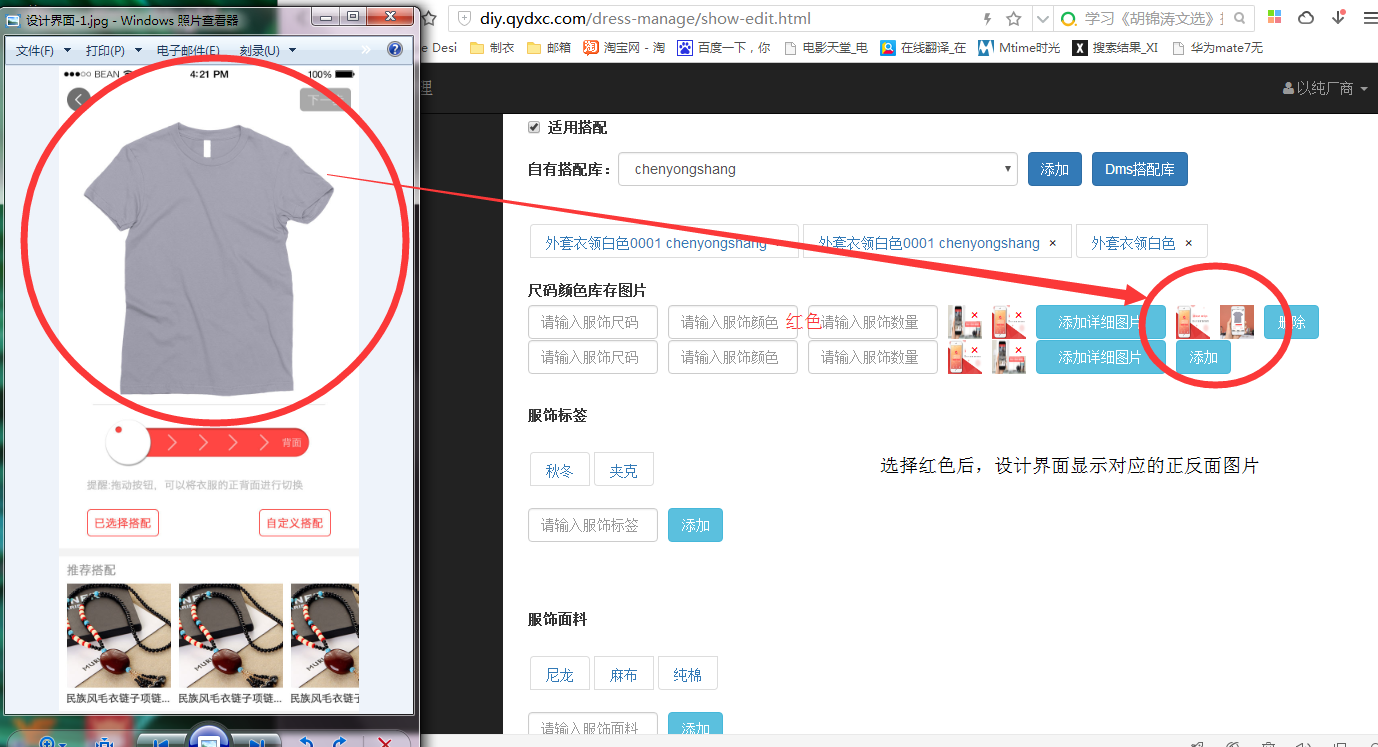 设计界面-1.jpg - Windows 照片查看器
文件(F) 打印(P) 电子邮件(E) 刻录(U)
BEAN 4:21 PM 100%
民族风毛衣链子项链... 民族风毛衣链子项链... 民族风毛衣链
背面
提醒:拖动按钮，可以将衣服的正背面进行切换
已选择搭配 自定义搭配
推荐搭配
diy.qydxc.com/dress-manage/show-edit.html
学习《胡锦涛文选》
e Desi 制衣 邮箱 淘宝网 - 淘 百度一下，你 电影天堂_电 在线翻译_在 Mtime时光 搜索结果_XI 华为mate7无
理 以纯厂商
适用搭配
自有搭配库： chenyongshang 添加 Dms搭配库
外套衣领白色0001 chenyongshang 外套衣领白色0001 chenyongshang × 外套衣领白色 ×
尺码颜色库存图片
请输入服饰尺码 请输入服饰颜色 红色 请输入服饰数量 添加详细图片 删除
请输入服饰尺码 请输入服饰颜色 请输入服饰数量 添加详细图片 添加
服饰标签
秋冬 夹克
选择红色后，设计界面显示对应的正反面图片
请输入服饰标签 添加
服饰面料
尼龙 麻布 纯棉
请输入服饰面料 添加